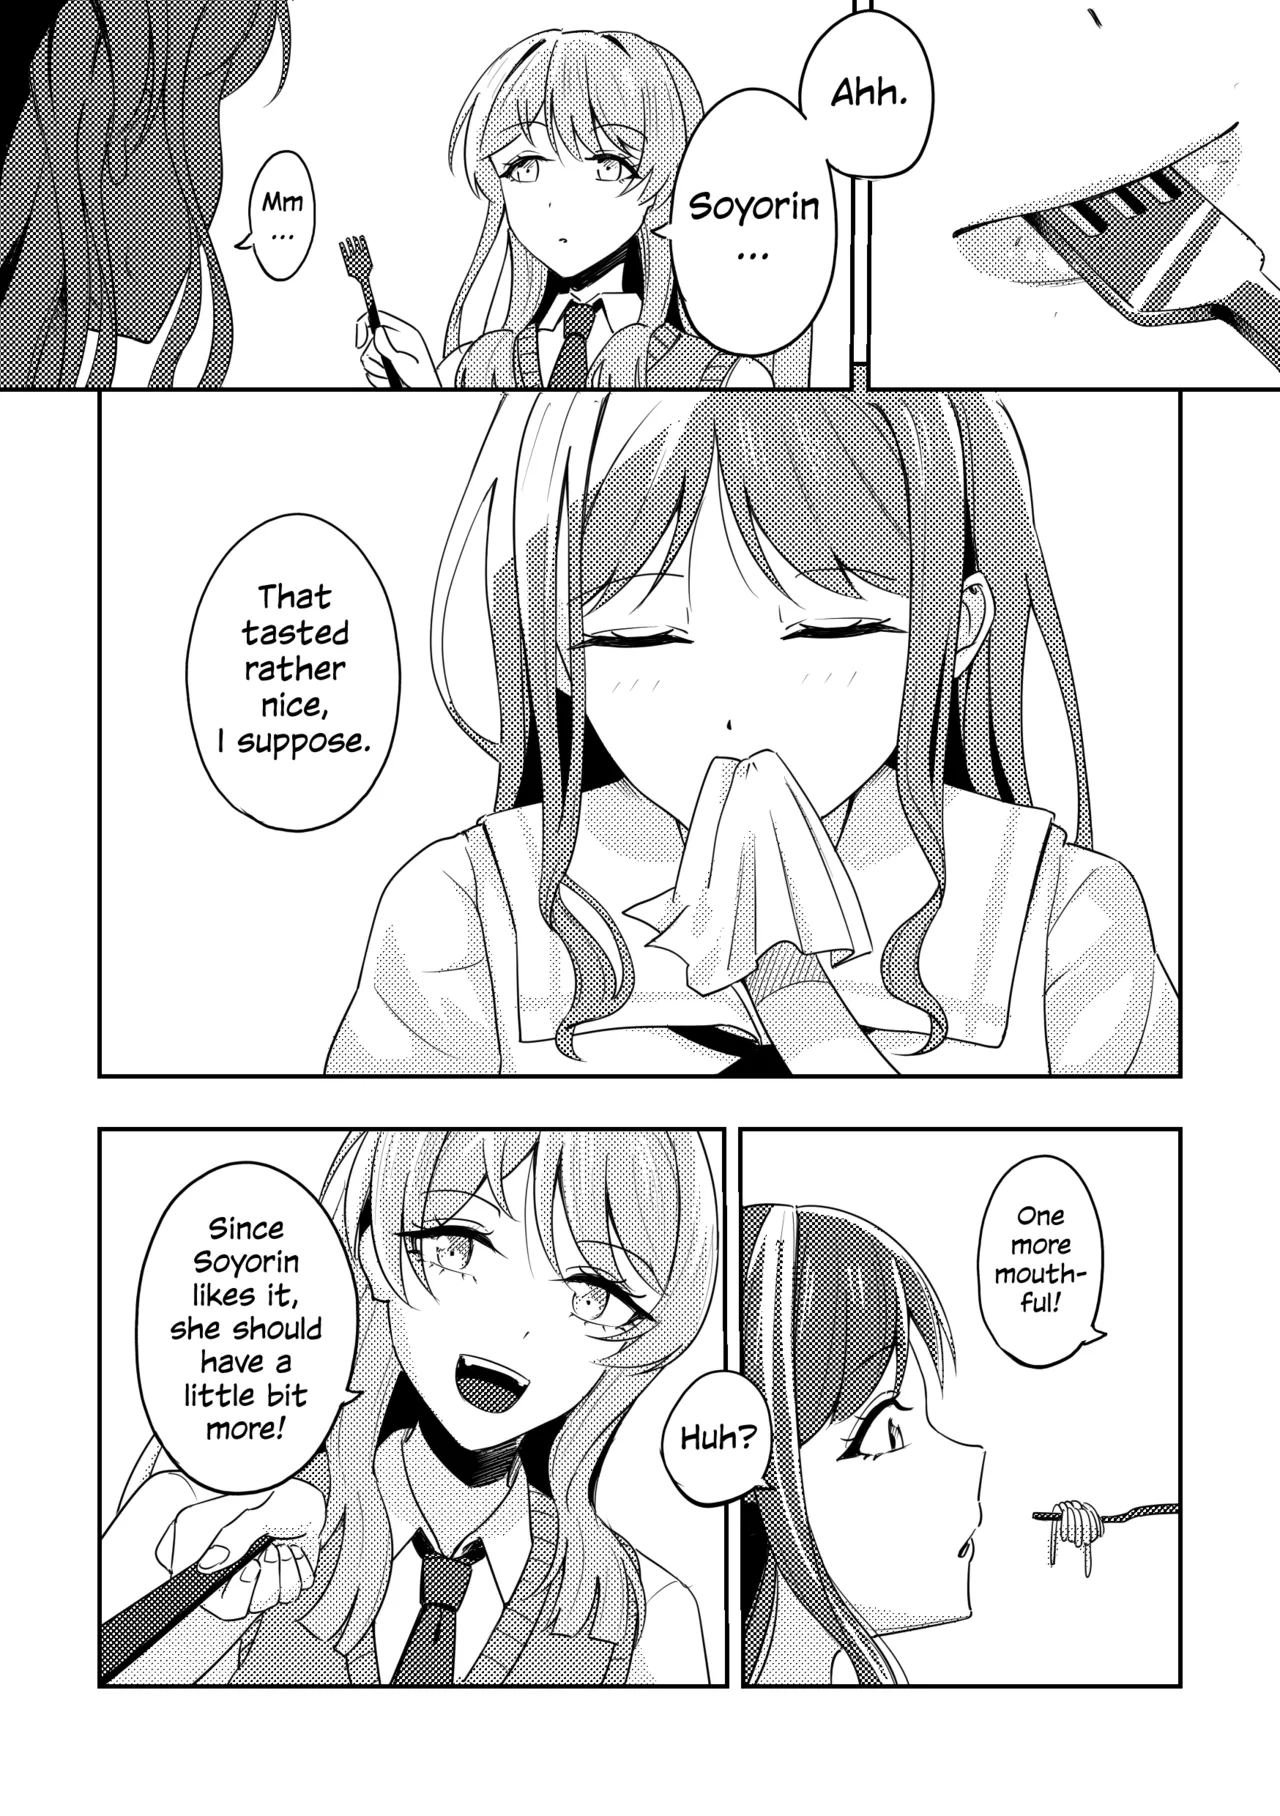 Ahh.
Soyorin
...
Mm
...
That
tasted
rather
nice,
I suppose.
One
more
mouth-
ful!
Huh?
Since
Soyorin
likes it,
she should
have a
little bit
more!